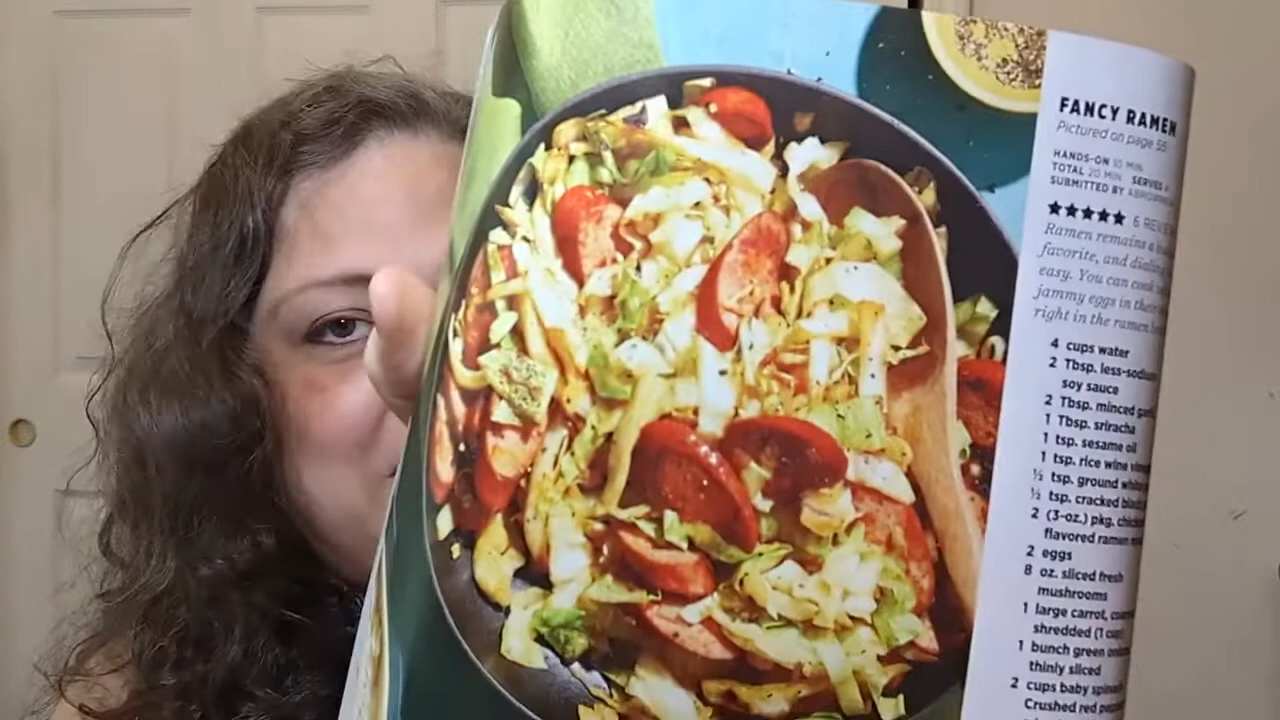 FANCY RAMEN
Pictured on page 55
HANDS-ON 10 MIN.
TOTAL 20 MIN SERVES
SUBMITTED BY
★★★★★ 6
Ramen remains a
favorite, and
easy. You can cook
jammy eggs in
right in the ramen
4 cups water
2 Tbsp. less-sodium
soy sauce
2 Tbsp. minced
1 Tbsp. sriracha
1 tsp. sesame oil
1 tsp. rice wine
½ tsp. ground
½ tsp. cracked
2 (3-oz.) pkg.
flavored ramen
2 eggs
8 oz. sliced fresh
mushrooms
1 large carrot,
shredded (1
1 bunch green
thinly sliced
2 cups baby
Crushed red